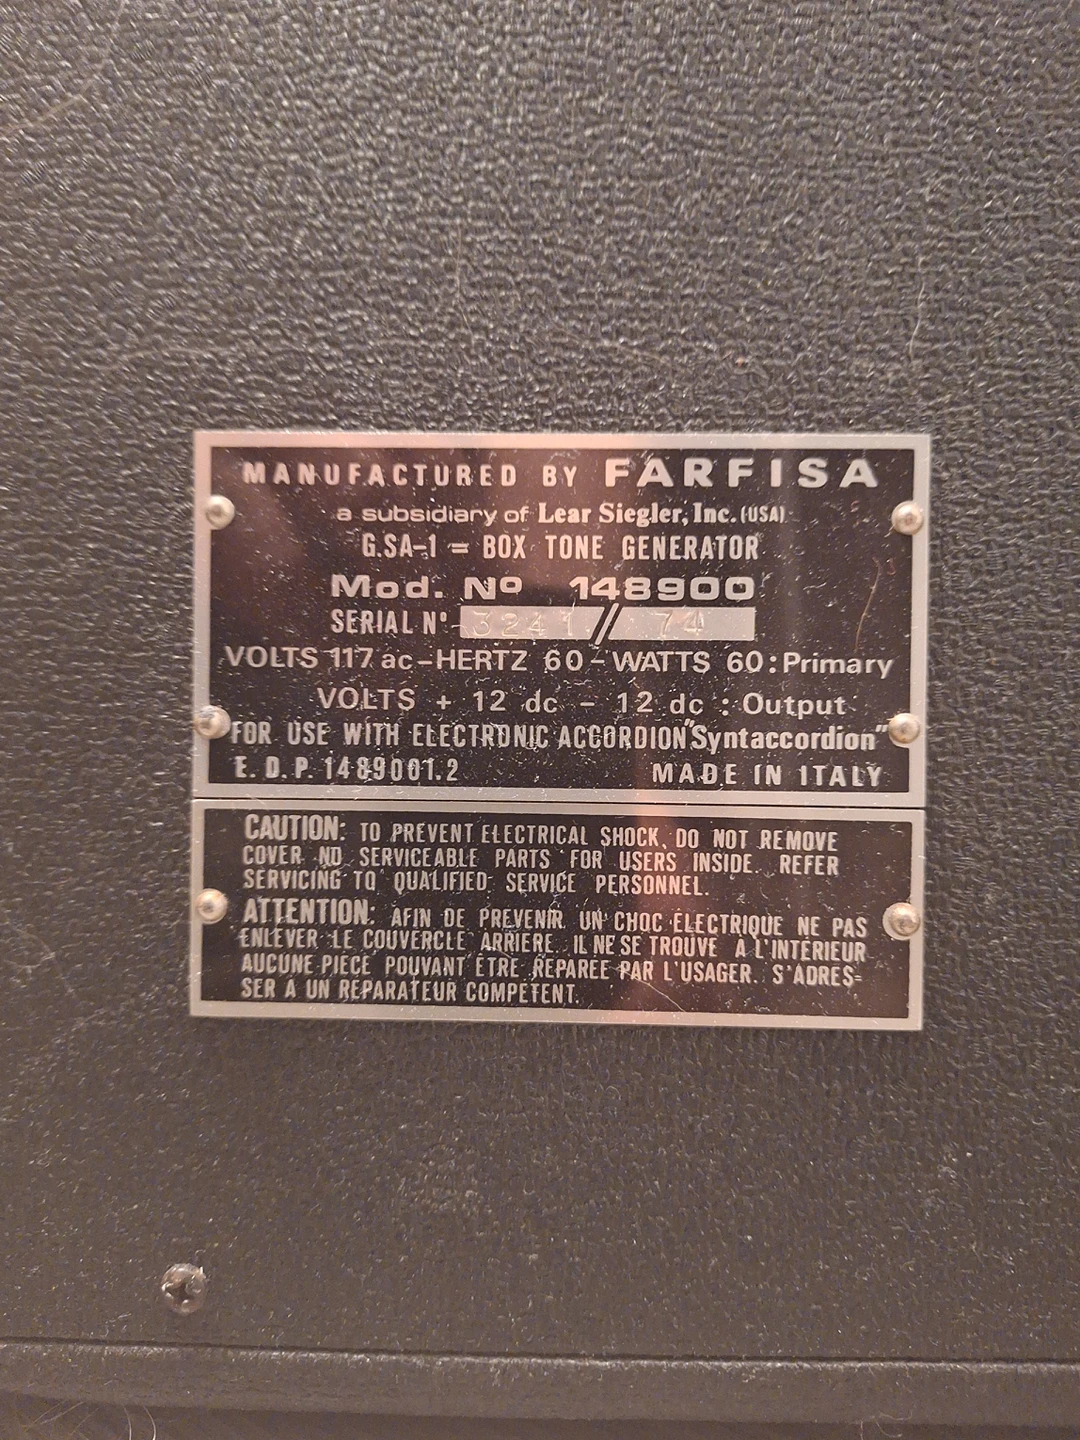 MANUFACTURED BY FARFISA
a subsidiary of Lear Siegler, Inc. (USA)
G.SA-1 = BOX TONE GENERATOR
Mod. Nº 148900
SERIAL Nº 3241 // 74
VOLTS 117 ac-HERTZ 60-WATTS 60: Primary
VOLTS + 12 dc - 12 dc : Output
FOR USE WITH ELECTRONIC ACCORDION "Syntaccordion"
E. D. P. 1489001.2 MADE IN ITALY
CAUTION: TO PREVENT ELECTRICAL SHOCK, DO NOT REMOVE
COVER NO SERVICEABLE PARTS FOR USERS INSIDE. REFER
SERVICING TO QUALIFIED SERVICE PERSONNEL.
ATTENTION: AFIN DE PREVENIR UN CHOC ELECTRIQUE NE PAS
ENLEVER LE COUVERCLE ARRIERE. IL NE SE TROUVE A L'INTERIEUR
AUCUNE PIECE POUVANT ETRE REPAREE PAR L'USAGER. S'ADRES=
SER A UN REPARATEUR COMPETENT.